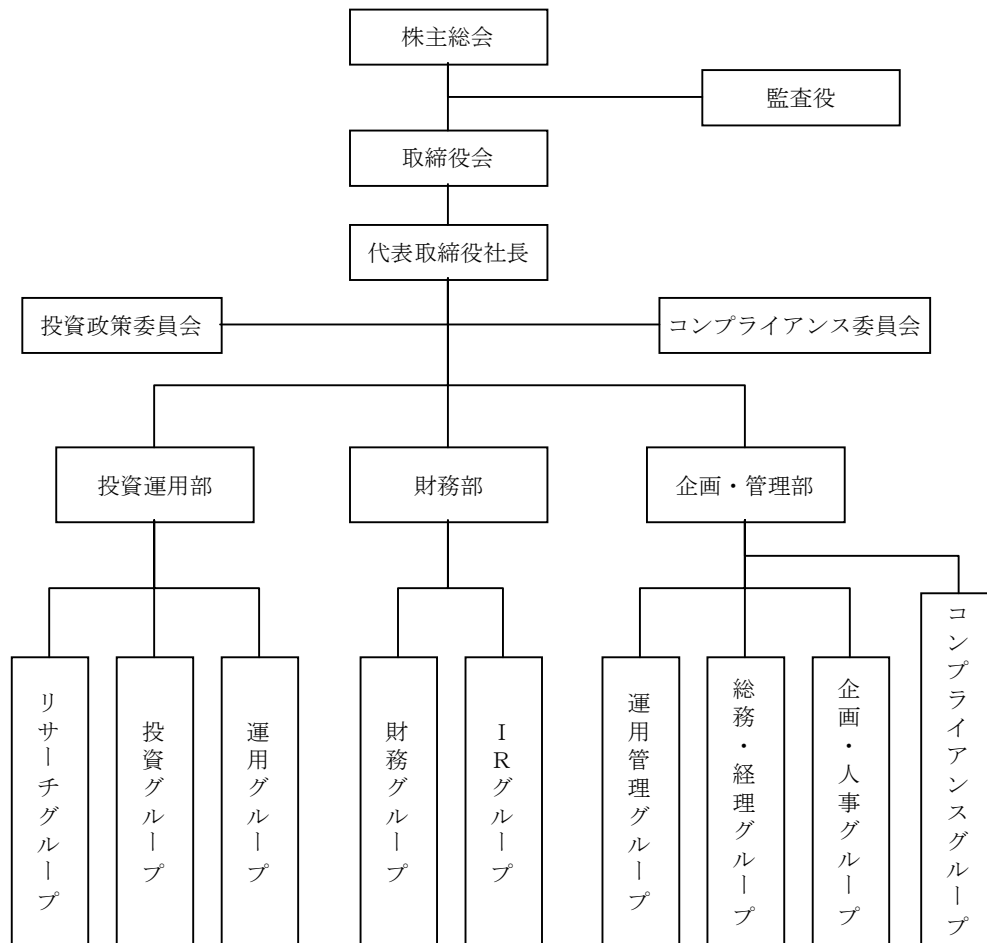 株主総会
監査役
取締役会
代表取締役社長
投資政策委員会
コンプライアンス委員会
投資運用部
財務部
企画・管理部
リサーチグループ
投資グループ
運用グループ
財務グループ
ＩＲグループ
運用管理グループ
総務・経理グループ
企画・人事グループ
コンプライアンスグループ